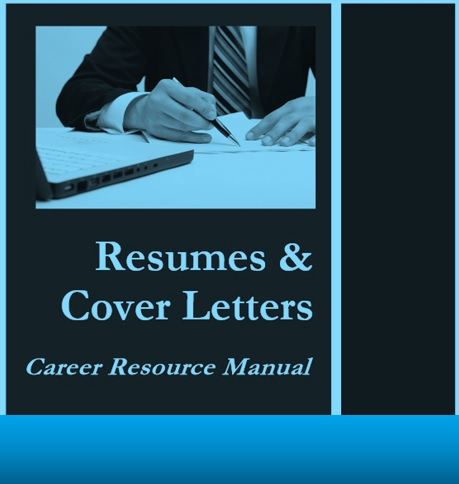 Resumes &
Cover Letters
Career Resource Manual